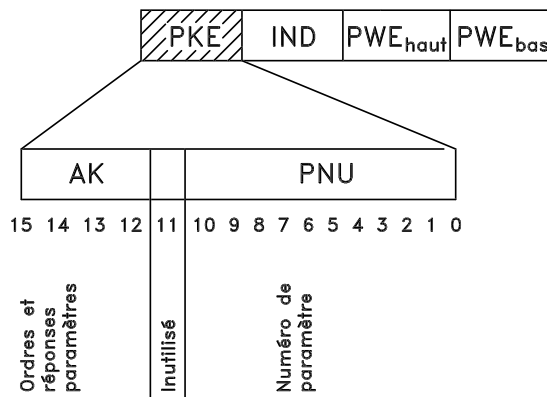 PKE IND PWEhaut PWEbas
AK PNU
15 14 13 12 11 10 9 8 7 6 5 4 3 2 1 0
Ordres et
réponses
paramètres
Inutilisé
Numéro de
paramètre